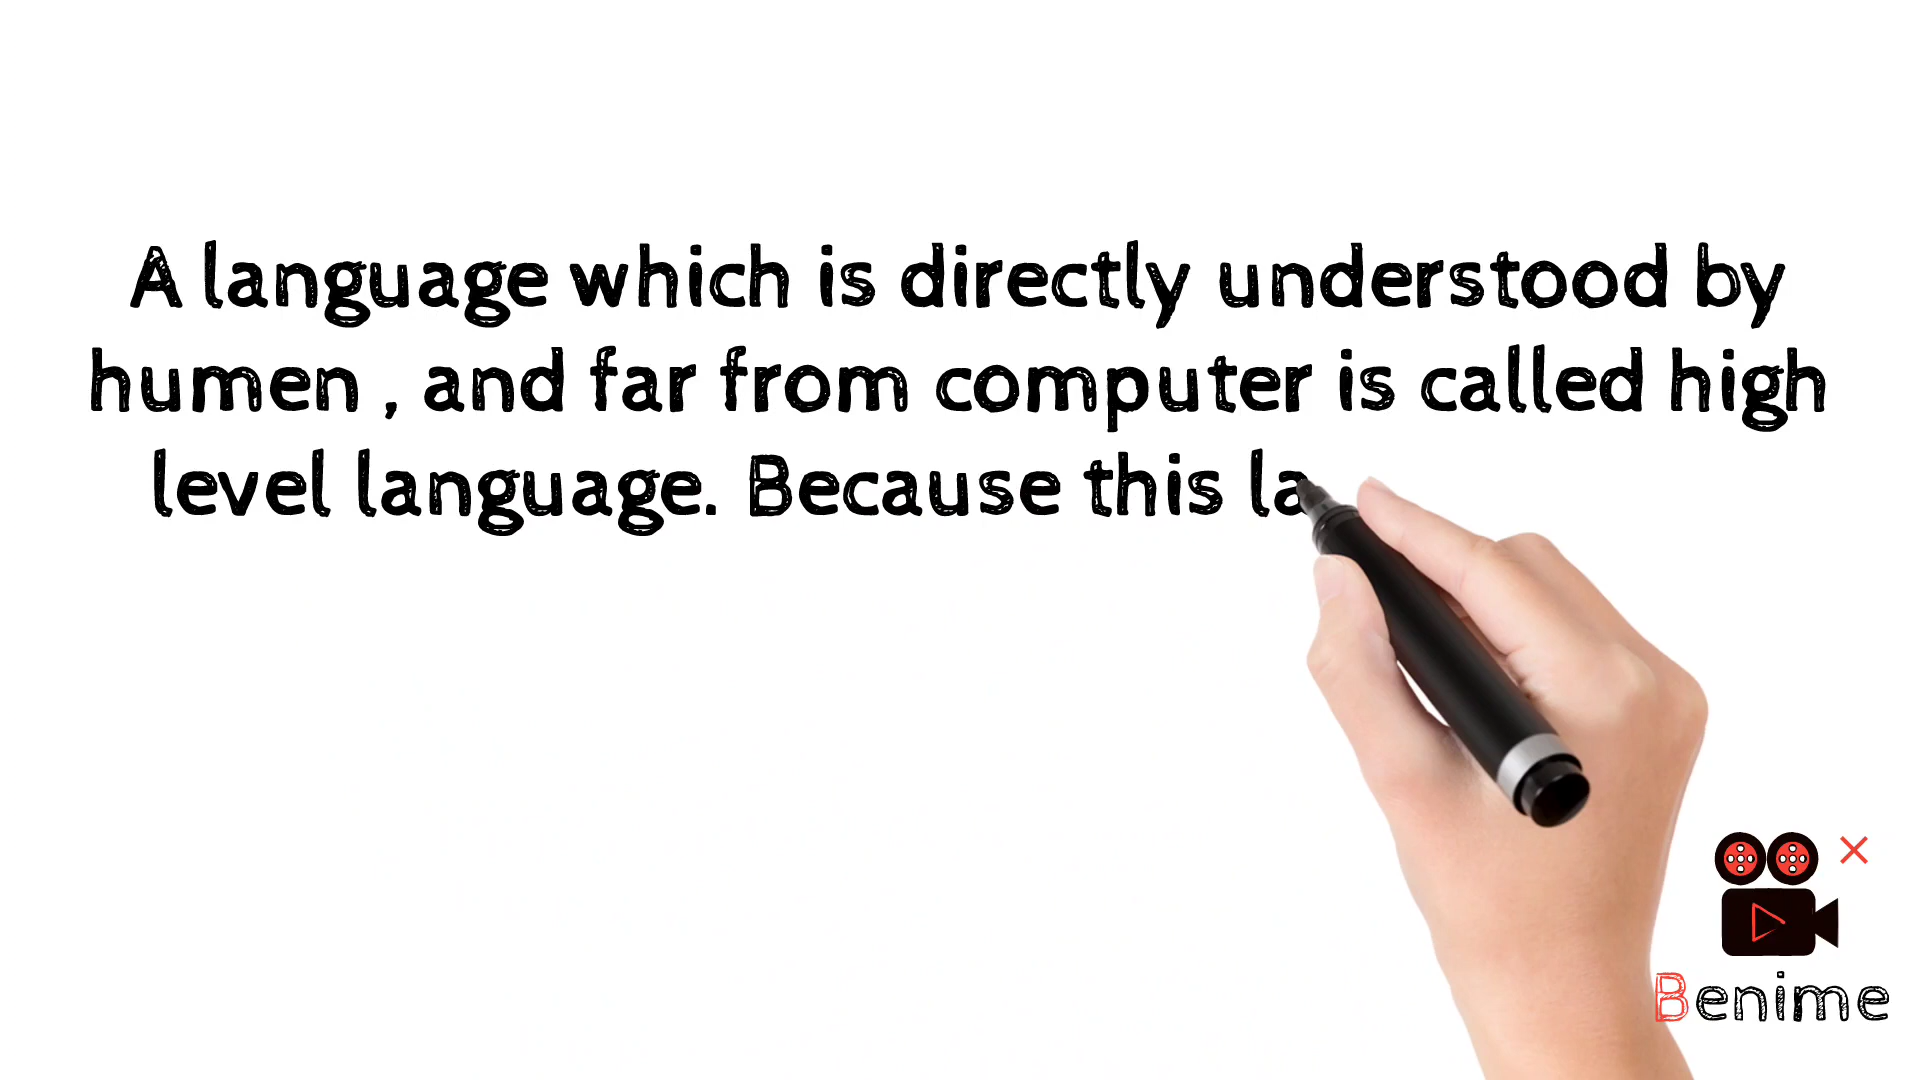 A language which is directly understood by
humen , and far from computer is called high
level language. Because this la
Benime